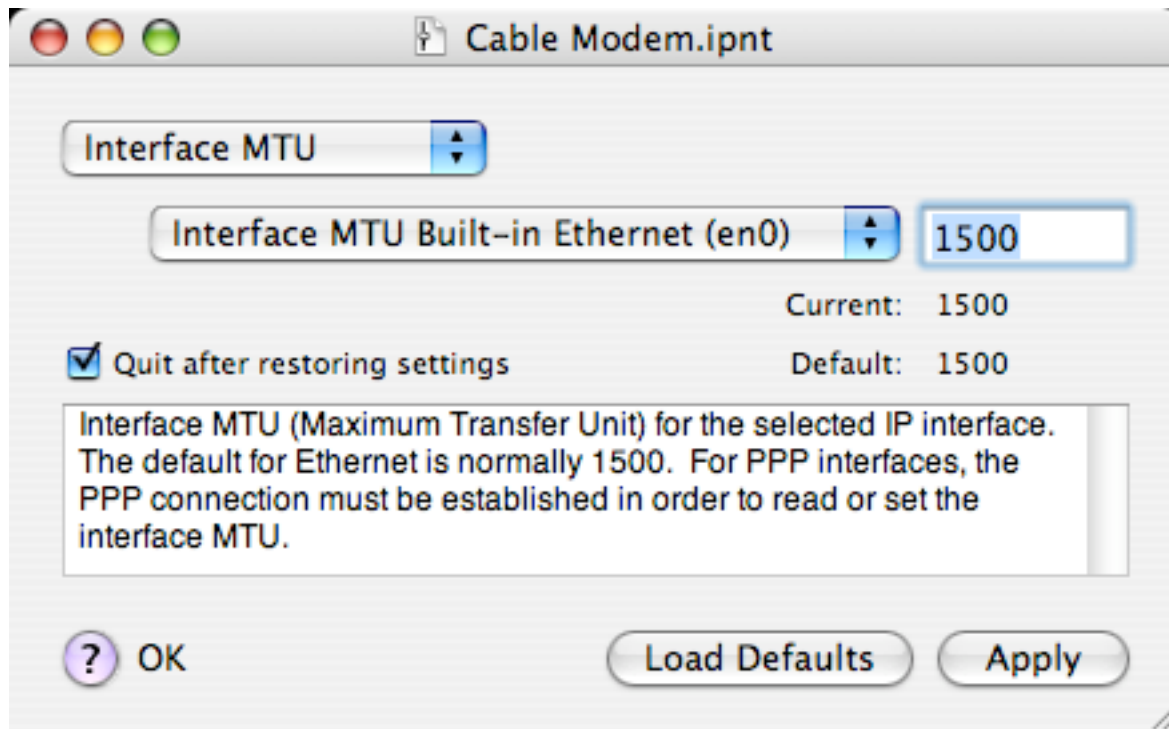 Cable Modem.ipnt
Interface MTU
Interface MTU Built-in Ethernet (en0) 1500
Current: 1500
Quit after restoring settings Default: 1500
Interface MTU (Maximum Transfer Unit) for the selected IP interface.
The default for Ethernet is normally 1500.  For PPP interfaces, the
PPP connection must be established in order to read or set the
interface MTU.
? OK Load Defaults Apply